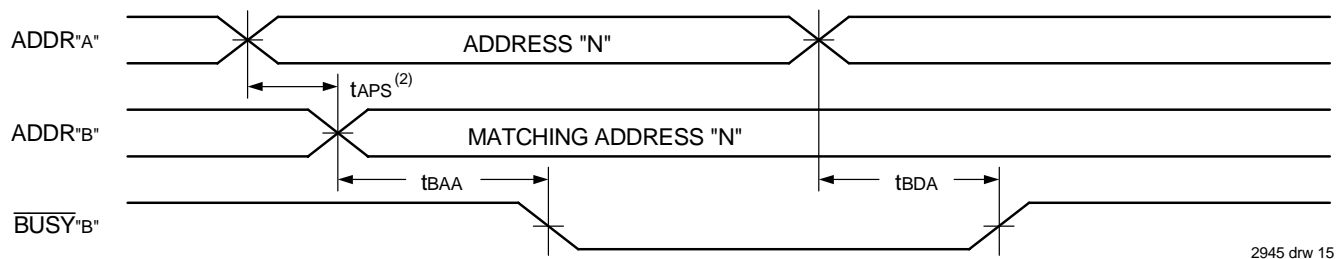 ADDR"A"
ADDRESS "N"
tAPS(2)
ADDR"B"
MATCHING ADDRESS "N"
tBAA
tBDA
BUSY"B"
2945 drw 15